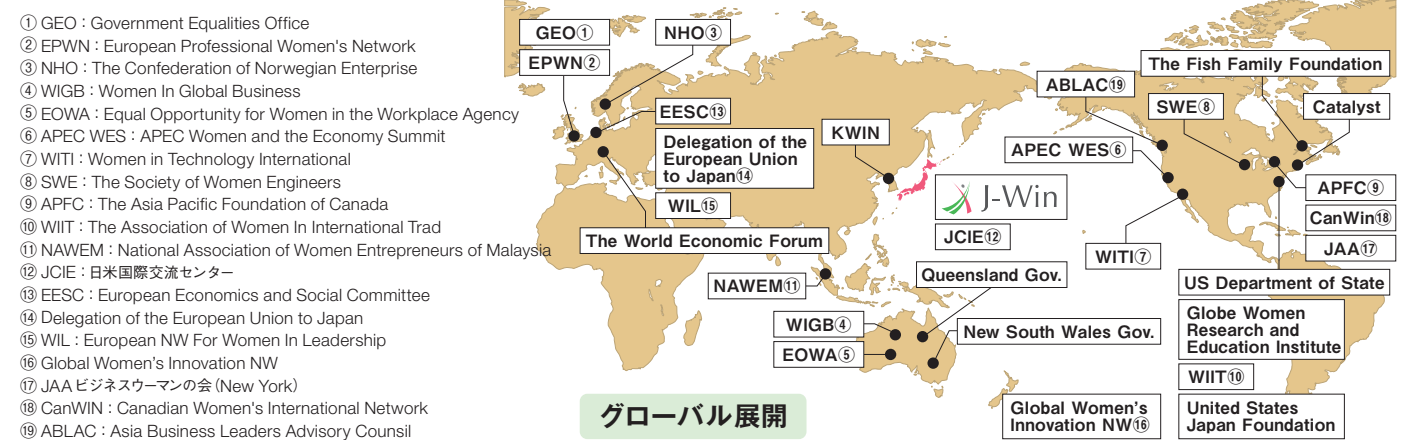 ① GEO : Government Equalities Office
② EPWN : European Professional Women's Network
③ NHO : The Confederation of Norwegian Enterprise
④ WIGB : Women In Global Business
⑤ EOWA : Equal Opportunity for Women in the Workplace Agency
⑥ APEC WES : APEC Women and the Economy Summit
⑦ WITI : Women in Technology International
⑧ SWE : The Society of Women Engineers
⑨ APFC : The Asia Pacific Foundation of Canada
⑩ WIIT : The Association of Women In International Trad
⑪ NAWEM : National Association of Women Entrepreneurs of Malaysia
⑫ JCIE : 日米国際交流センター
⑬ EESC : European Economics and Social Committee
⑭ Delegation of the European Union to Japan
⑮ WIL : European NW For Women In Leadership
⑯ Global Women's Innovation NW
⑰ JAA ビジネスウーマンの会 (New York)
⑱ CanWIN : Canadian Women's International Network
⑲ ABLAC : Asia Business Leaders Advisory Counsil
GEO①
NHO③
EPWN②
EESC⑬
Delegation of the
European Union
to Japan⑭
WIL⑮
The World Economic Forum
KWIN
J-Win
JCIE⑫
NAWEM⑪
Queensland Gov.
WIGB④
EOWA⑤
New South Wales Gov.
Global Women's
Innovation NW⑯
The Fish Family Foundation
ABLAC⑲
SWE⑧
Catalyst
APEC WES⑥
APFC⑨
CanWin⑱
JAA⑰
WITI⑦
US Department of State
Globe Women
Research and
Education Institute
WIIT⑩
United States
Japan Foundation
グローバル展開